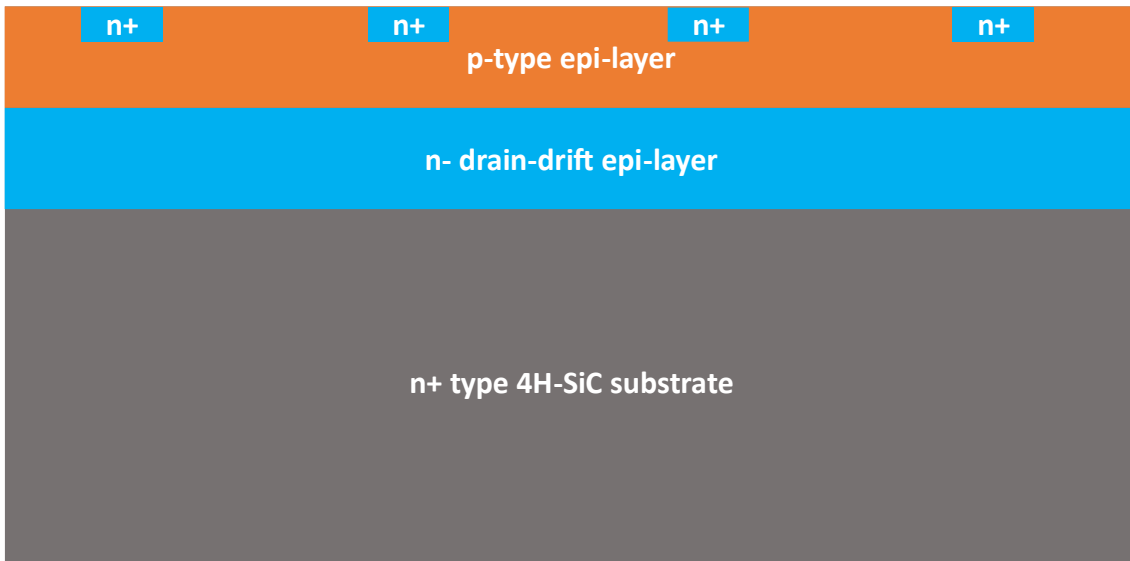 n+ n+ n+ n+
p-type epi-layer
n- drain-drift epi-layer
n+ type 4H-SiC substrate